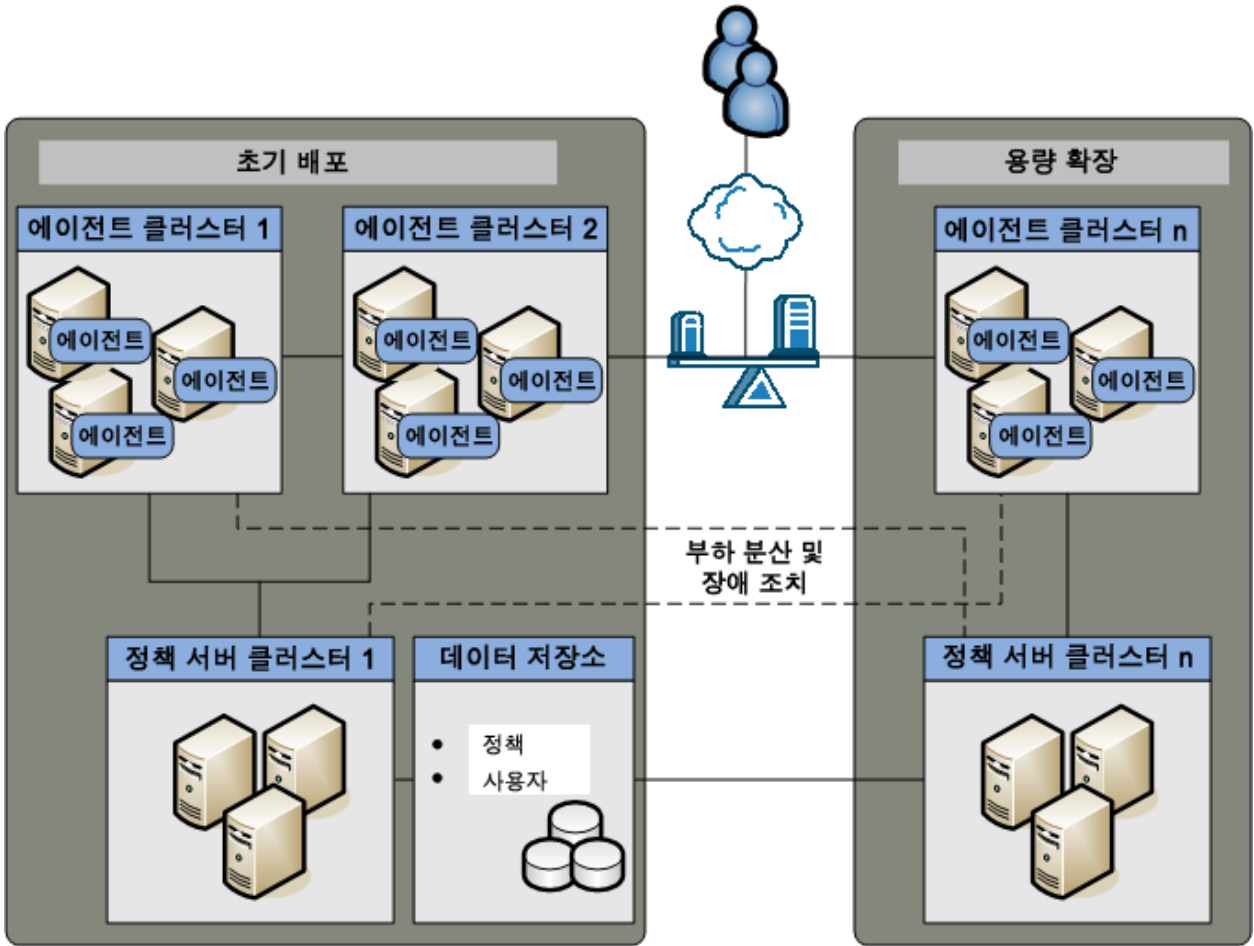 초기 배포
용량 확장
에이전트 클러스터 1
에이전트 클러스터 2
에이전트 클러스터 n
에이전트
에이전트
에이전트
에이전트
에이전트
에이전트
에이전트
에이전트
에이전트
부하 분산 및
장애 조치
정책 서버 클러스터 1
데이터 저장소
정책 서버 클러스터 n
• 정책
• 사용자